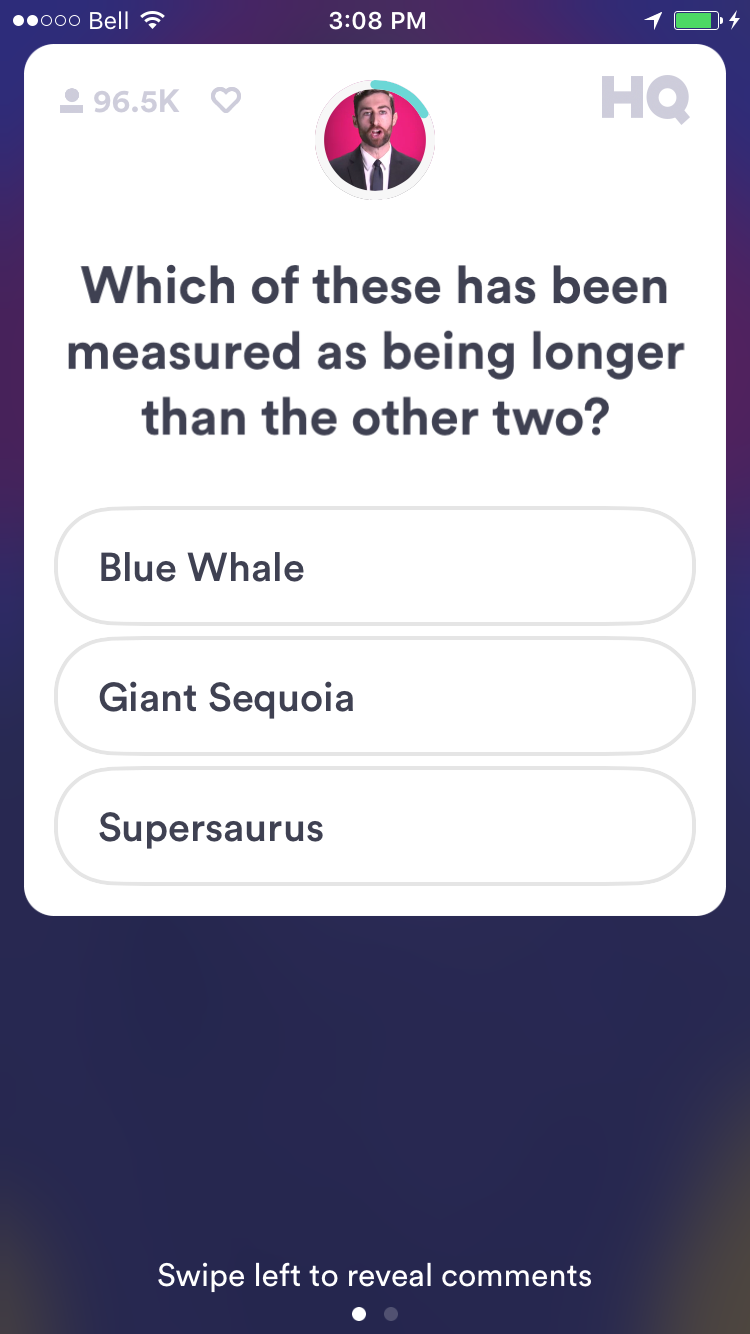 Bell 3:08 PM
96.5K HQ
Which of these has been
measured as being longer
than the other two?
Blue Whale
Giant Sequoia
Supersaurus
Swipe left to reveal comments